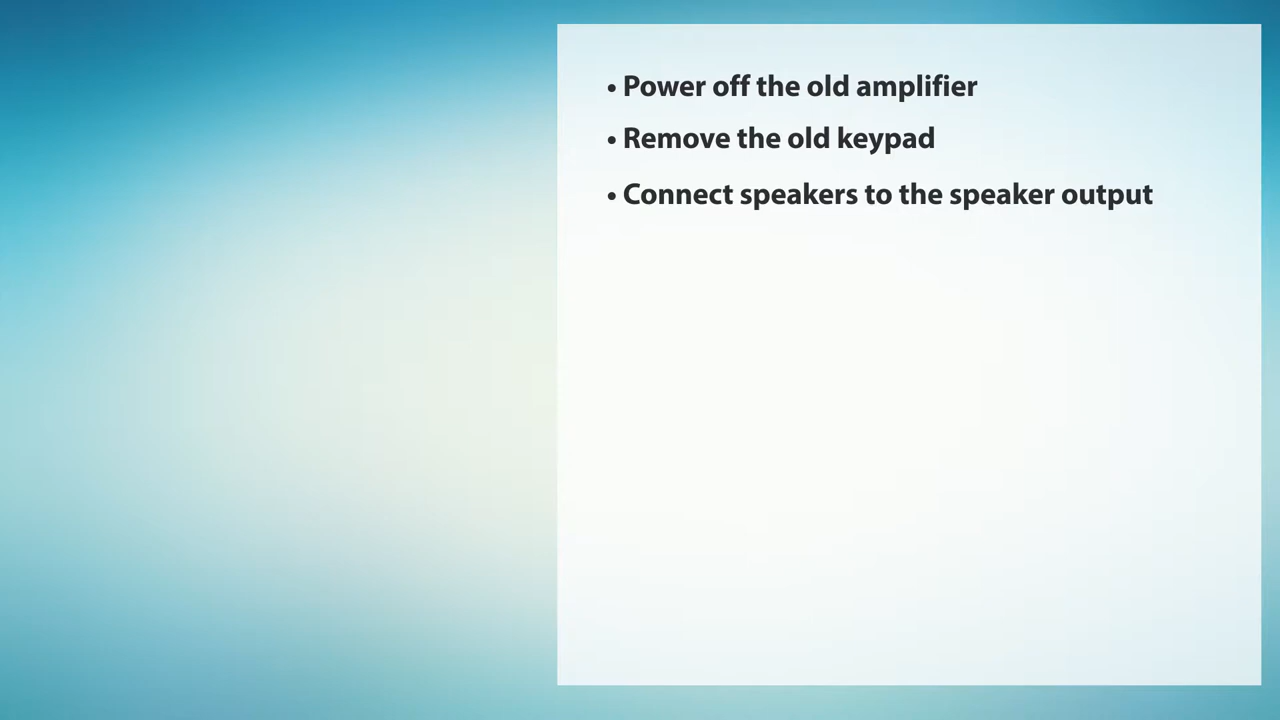 • Power off the old amplifier
• Remove the old keypad
• Connect speakers to the speaker output